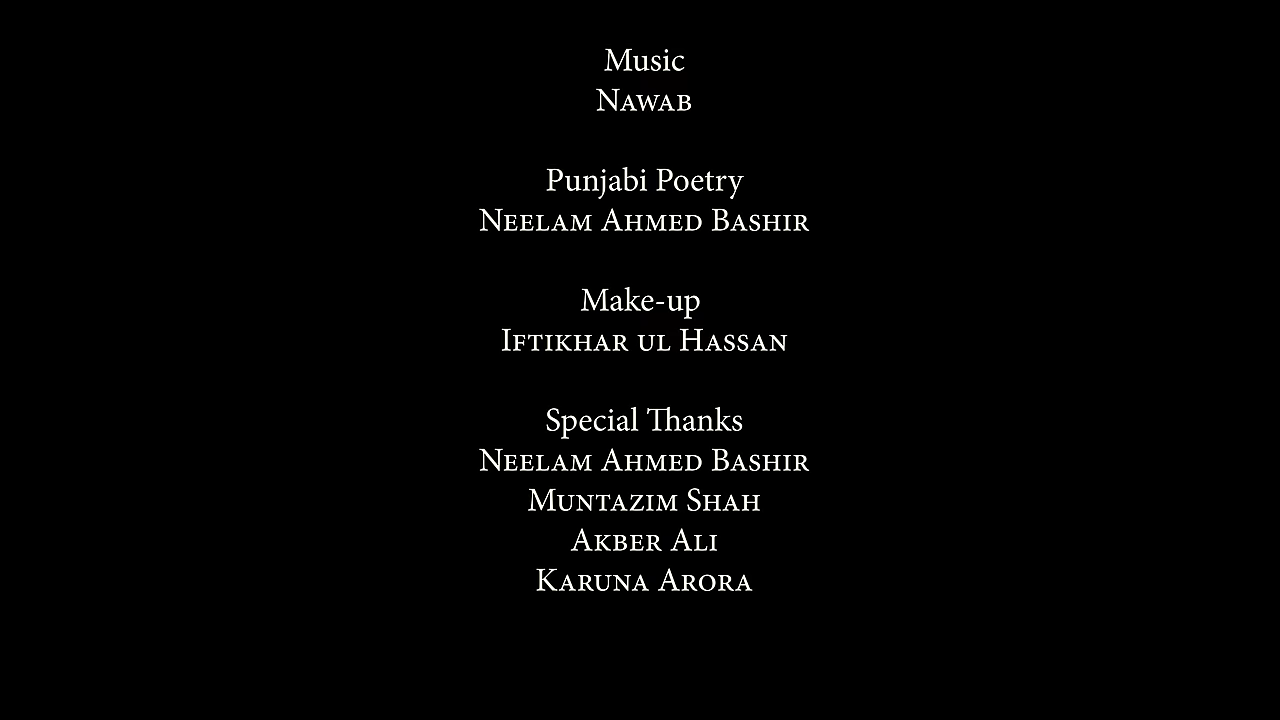 Music
Nawab
Punjabi Poetry
Neelam Ahmed Bashir
Make-up
Iftikhar ul Hassan
Special Thanks
Neelam Ahmed Bashir
Muntazim Shah
Akber Ali
Karuna Arora